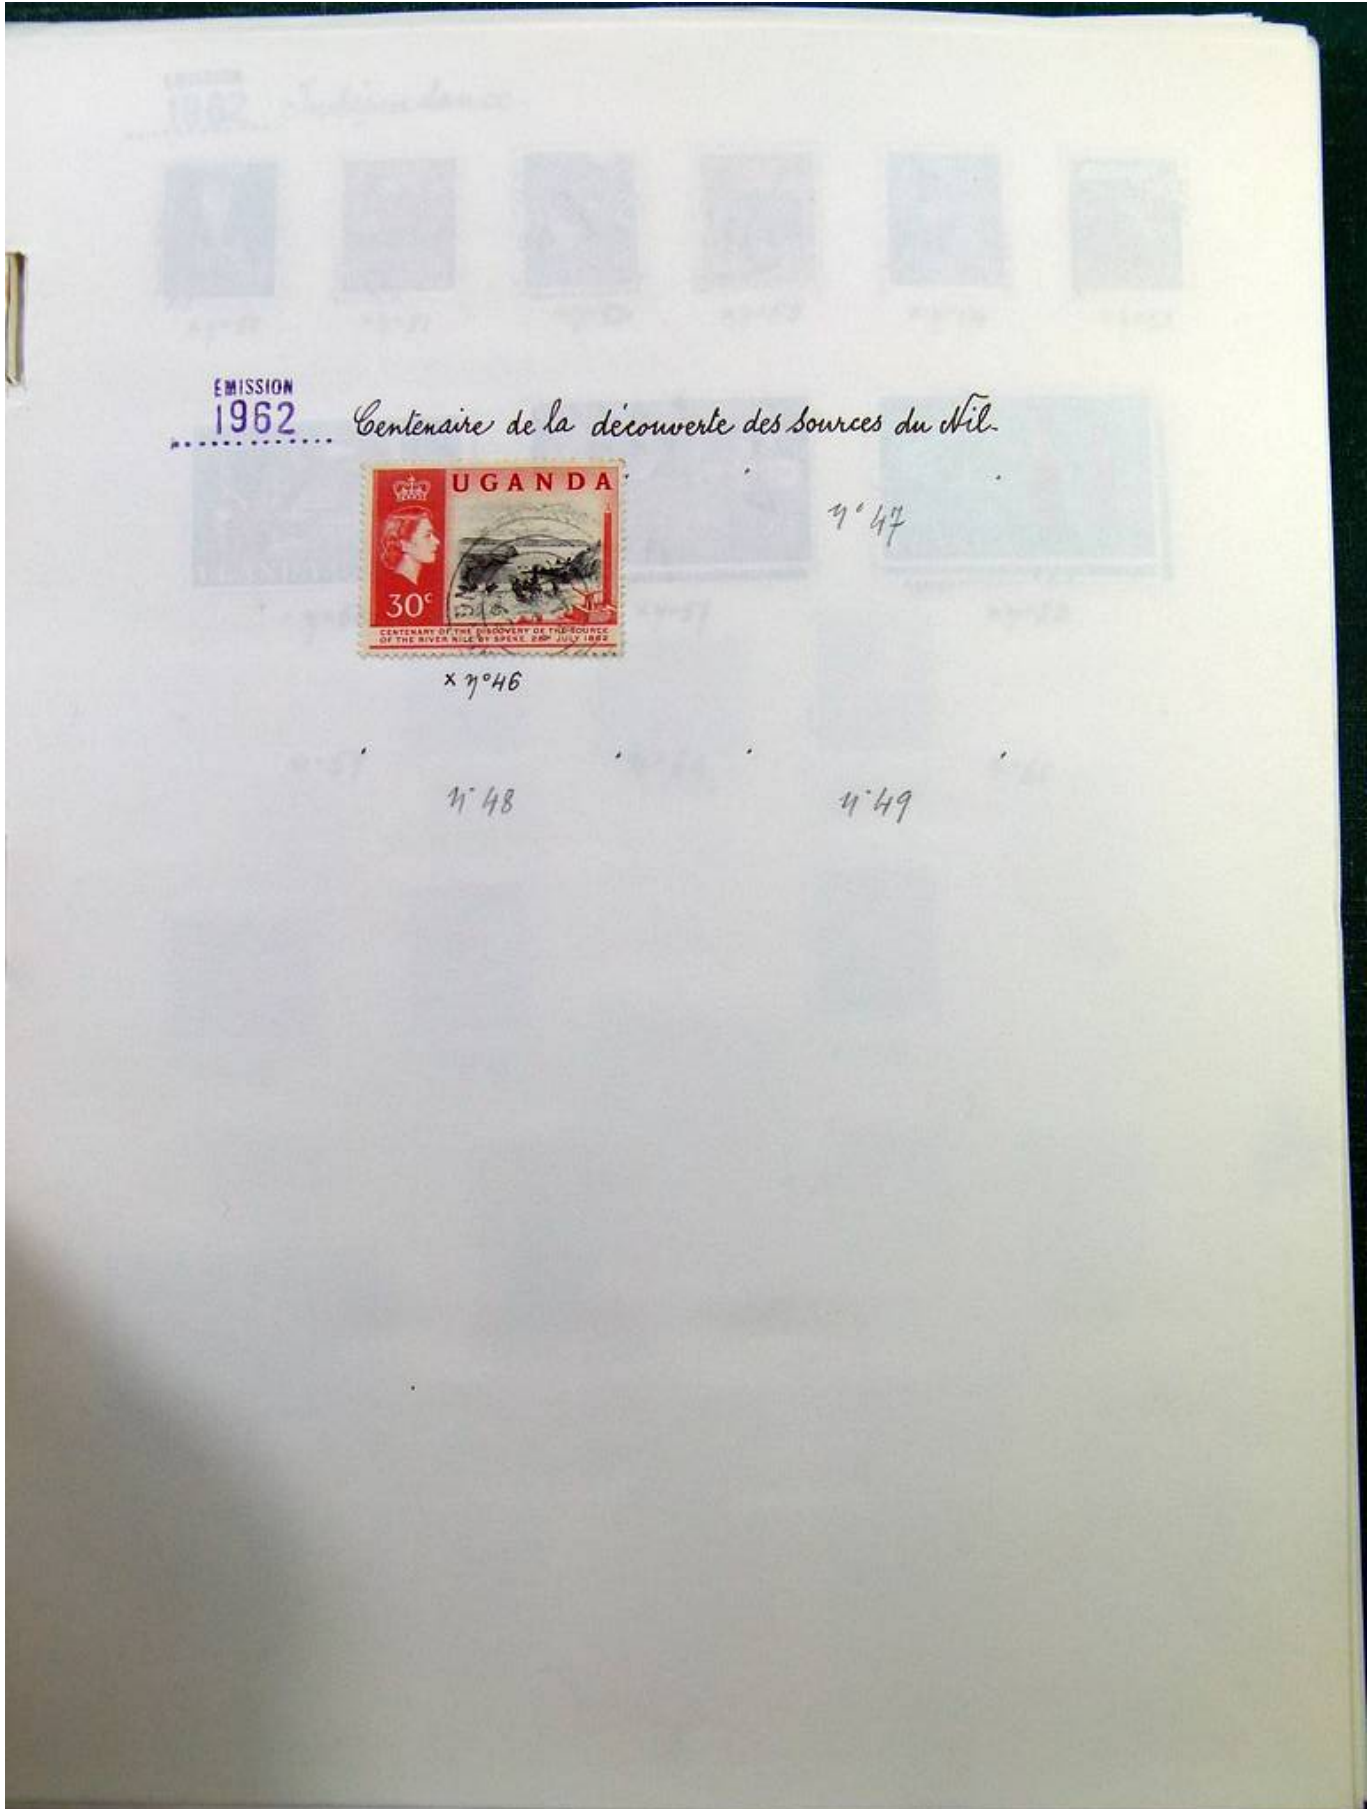 EMISSION
1962
Centenaire de la découverte des sources du Nil.
UGANDA
n° 47
30c
CENTENARY OF THE DISCOVERY OF THE SOURCE
OF THE RIVER NILE BY SPEKE. 28TH JULY 1862
x n° 46
n° 48
n° 49